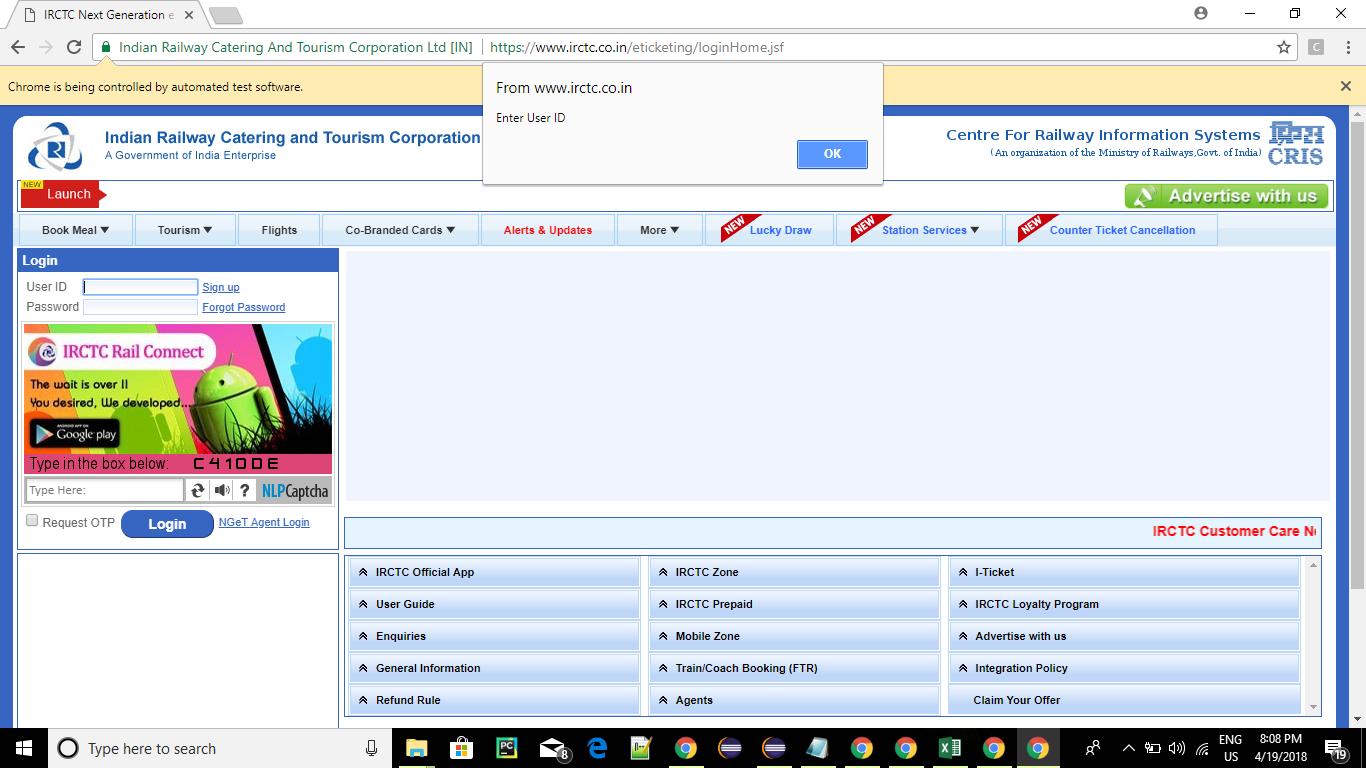 IRCTC Next Generation e
Indian Railway Catering And Tourism Corporation Ltd [IN]
https://www.irctc.co.in/eticketing/loginHome.jsf
C
Chrome is being controlled by automated test software.
From www.irctc.co.in
Enter User ID
OK
Indian Railway Catering and Tourism Corporation
A Government of India Enterprise
Centre For Railway Information Systems
(An organization of the Ministry of Railways,Govt. of India)
CRIS
NEW
Launch
Advertise with us
Book Meal
Tourism
Flights
Co-Branded Cards
Alerts & Updates
More
NEW
Lucky Draw
NEW
Station Services
NEW
Counter Ticket Cancellation
Login
User ID
Sign up
Password
Forgot Password
IRCTC Rail Connect
The wait is over !!
You desired, We developed...
ANDROID APP ON
Google play
Type in the box below: C410DE
Type Here:
?
NLPCaptcha
Request OTP
Login
NGeT Agent Login
IRCTC Customer Care N
IRCTC Official App
IRCTC Zone
I-Ticket
User Guide
IRCTC Prepaid
IRCTC Loyalty Program
Enquiries
Mobile Zone
Advertise with us
General Information
Train/Coach Booking (FTR)
Integration Policy
Refund Rule
Agents
Claim Your Offer
Type here to search
PC
8
ENG
US
8:08 PM
4/19/2018
19